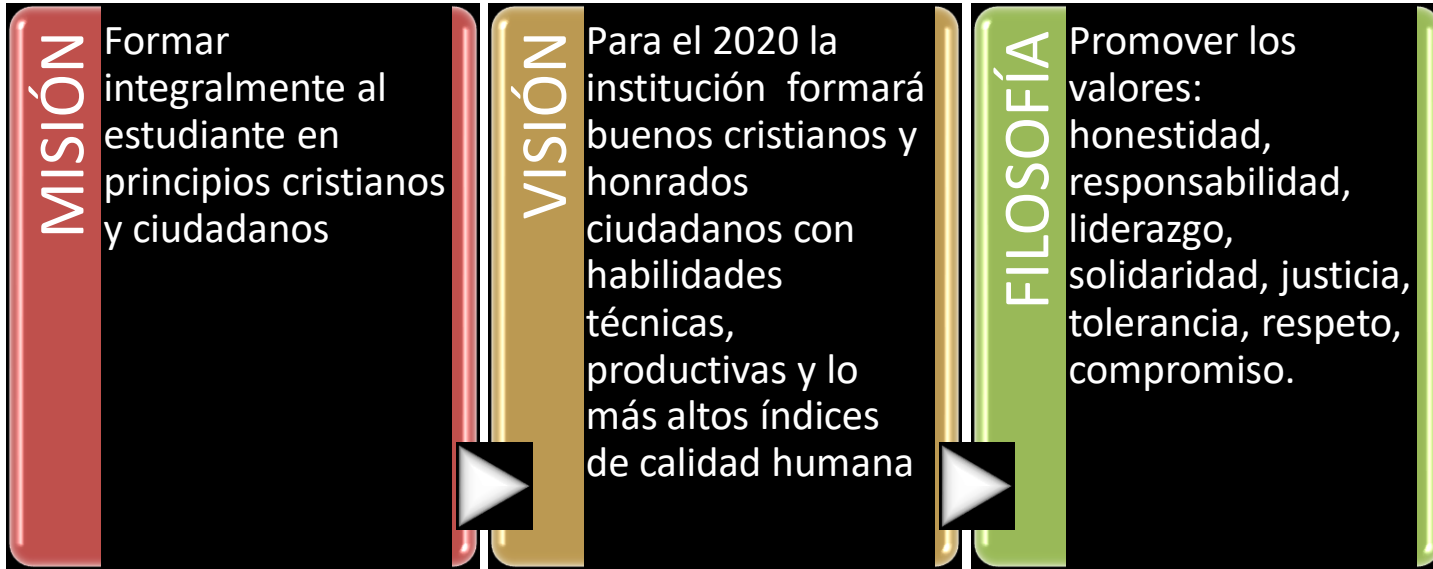 MISIÓN
Formar
integralmente al
estudiante en
principios cristianos
y ciudadanos
VISIÓN
Para el 2020 la
institución formará
buenos cristianos y
honrados
ciudadanos con
habilidades
técnicas,
productivas y lo
más altos índices
de calidad humana
FILOSOFÍA
Promover los
valores:
honestidad,
responsabilidad,
liderazgo,
solidaridad, justicia,
tolerancia, respeto,
compromiso.